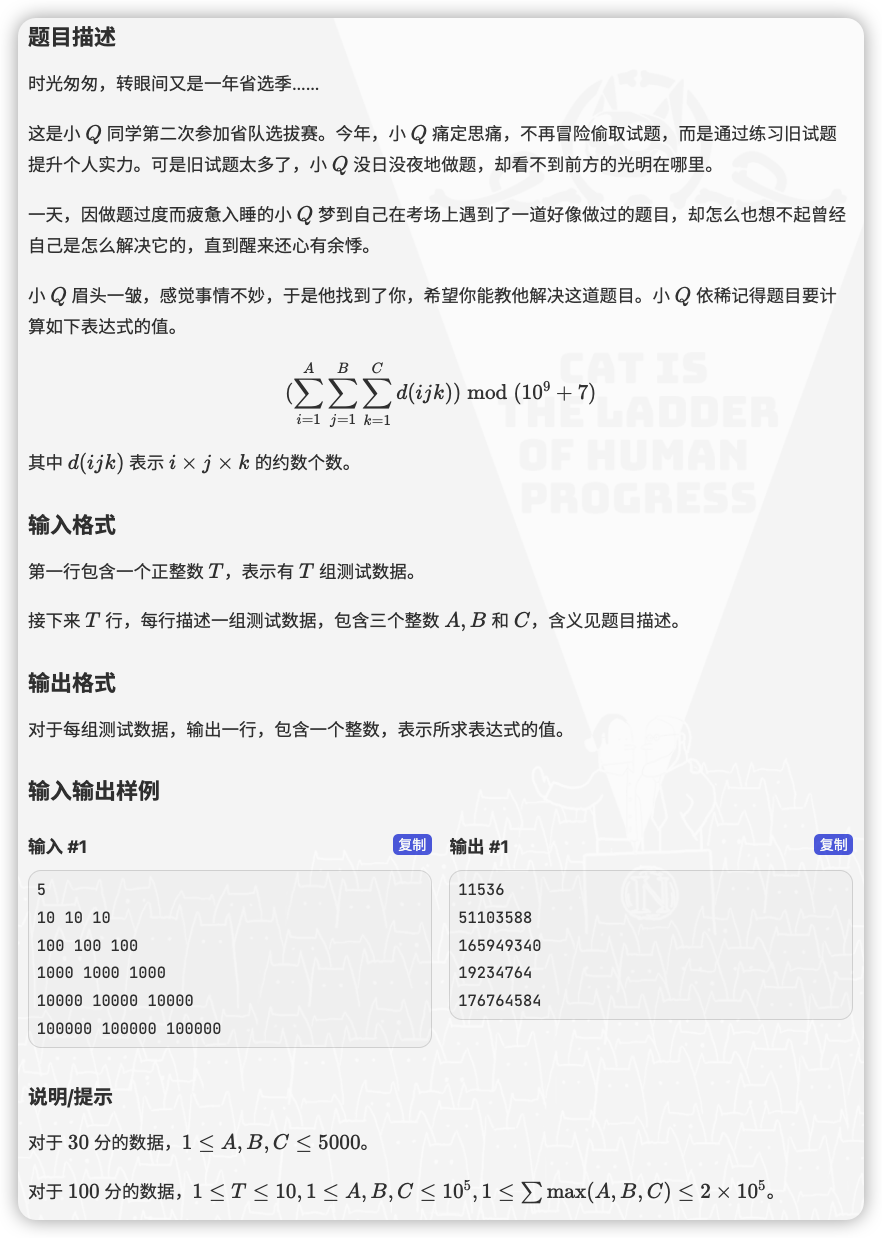 题目描述
时光匆匆，转眼间又是一年省选季……
这是小 Q 同学第二次参加省队选拔赛。今年，小 Q 痛定思痛，不再冒险偷取试题，而是通过练习旧试题
提升个人实力。可是旧试题太多了，小 Q 没日没夜地做题，却看不到前方的光明在哪里。
一天，因做题过度而疲惫入睡的小 Q 梦到自己在考场上遇到了一道好像做过的题目，却怎么也想不起曾经
自己是怎么解决它的，直到醒来还心有余悸。
小 Q 眉头一皱，感觉事情不妙，于是他找到了你，希望你能教他解决这道题目。小 Q 依稀记得题目要计
算如下表达式的值。
$(\sum_{i=1}^{A}\sum_{j=1}^{B}\sum_{k=1}^{C} d(ijk)) \bmod (10^9 + 7)$
CAT IS
THE LADDER
OF HUMAN
PROGRESS
其中 d(ijk) 表示 i × j × k 的约数个数。
输入格式
第一行包含一个正整数 T，表示有 T 组测试数据。
接下来 T 行，每行描述一组测试数据，包含三个整数 A, B 和 C，含义见题目描述。
输出格式
对于每组测试数据，输出一行，包含一个整数，表示所求表达式的值。
输入输出样例
输入 #1 复制
5
10 10 10
100 100 100
1000 1000 1000
10000 10000 10000
100000 100000 100000
输出 #1 复制
11536
51103588
165949340
19234764
176764584
说明/提示
对于 30 分的数据，1 ≤ A, B, C ≤ 5000。
对于 100 分的数据，1 ≤ T ≤ 10, 1 ≤ A, B, C ≤ 10^5, 1 ≤ ∑ max(A, B, C) ≤ 2 × 10^5。